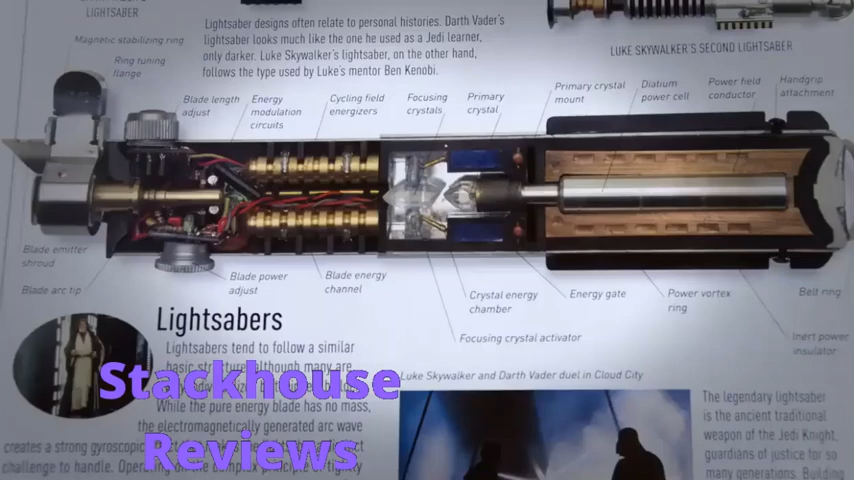 LIGHTSABER
Lightsaber designs often relate to personal histories. Darth Vader's
lightsaber looks much like the one he used as a Jedi learner,
only darker. Luke Skywalker's lightsaber, on the other hand,
follows the type used by Luke's mentor Ben Kenobi.
LUKE SKYWALKER'S SECOND LIGHTSABER
Magnetic stabilizing ring
Ring tuning
flange
Blade length
adjust
Energy
modulation
circuits
Cycling field
energizers
Focusing
crystals
Primary
crystal
Primary crystal
mount
Diatium
power cell
Power field
conductor
Handgrip
attachment
Blade emitter
shroud
Blade arc tip
Blade power
adjust
Blade energy
channel
Crystal energy
chamber
Energy gate
Power vortex
ring
Belt ring
Focusing crystal activator
Inert power
insulator
Lightsabers
Lightsabers tend to follow a similar
basic structure, although many are
While the pure energy blade has no mass,
the electromagnetically generated arc wave
creates a strong gyroscopic
challenge to handle.
Stackhouse
Reviews
Luke Skywalker and Darth Vader duel in Cloud City
The legendary lightsaber
is the ancient traditional
weapon of the Jedi Knight,
guardians of justice for so
many generations. Building